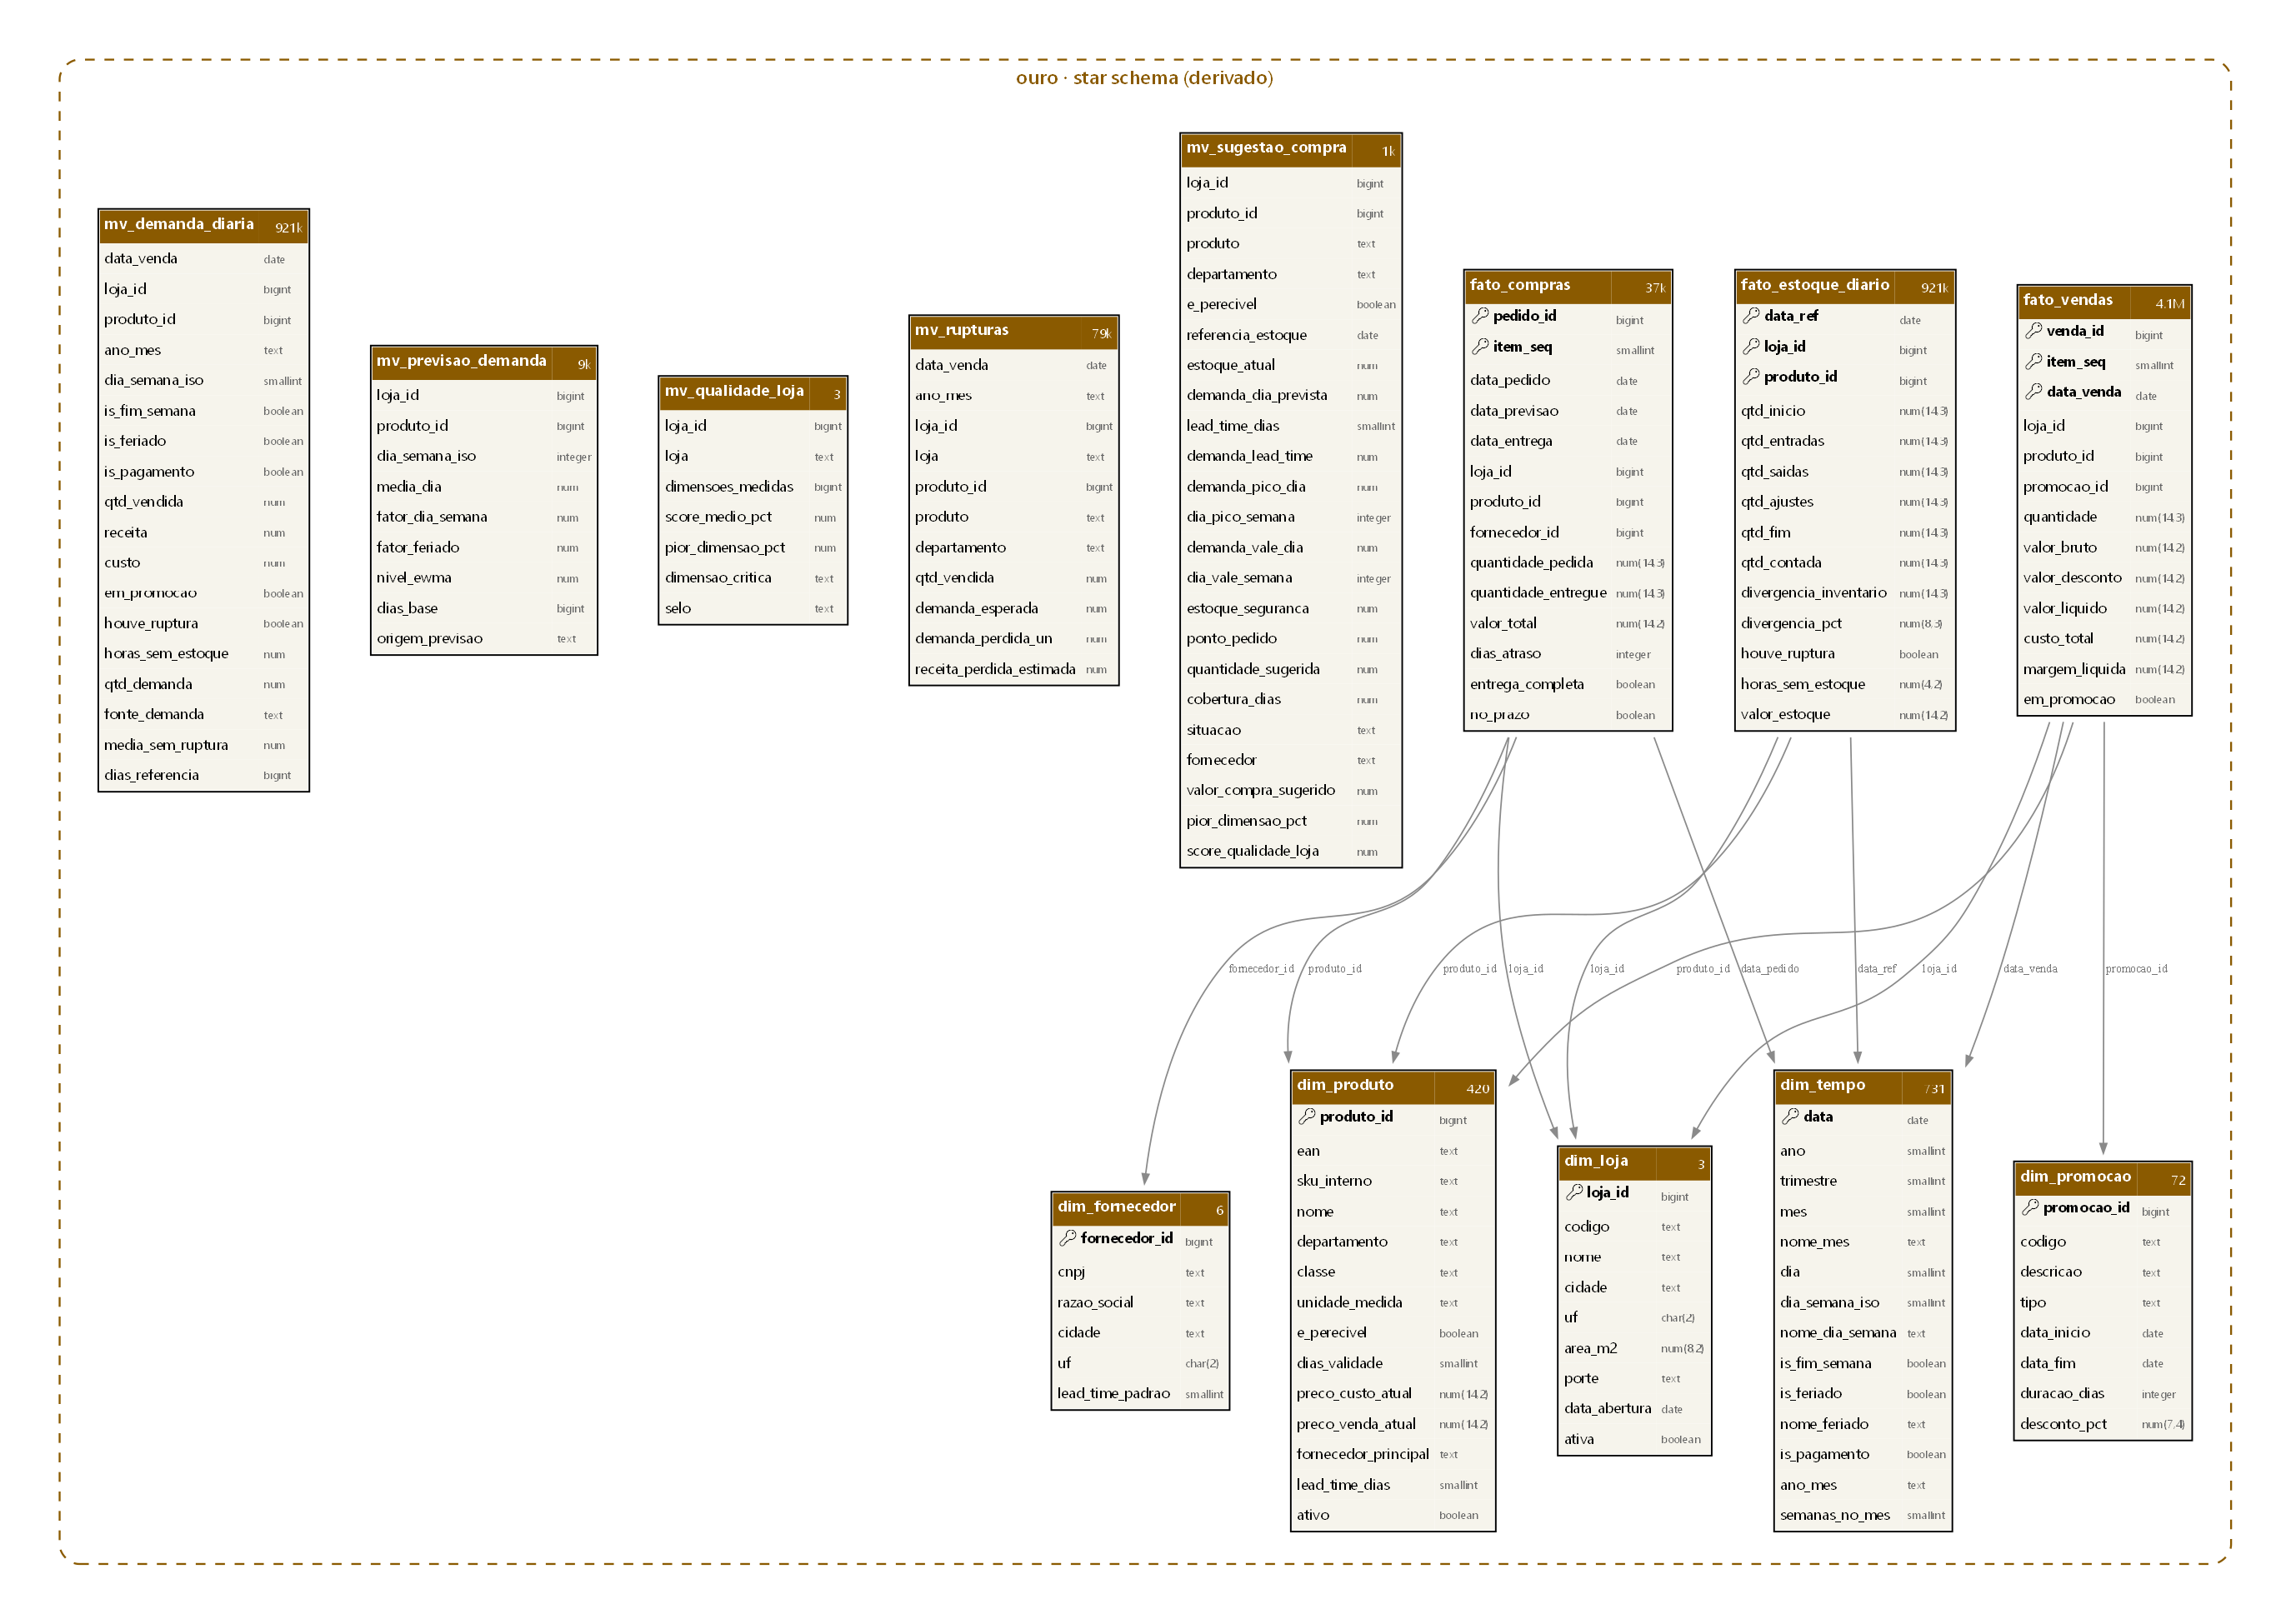 ouro · star schema (derivado)
mv_demanda_diaria 921k
data_venda date
loja_id bigint
produto_id bigint
ano_mes text
dia_semana_iso smallint
is_fim_semana boolean
is_feriado boolean
is_pagamento boolean
qtd_vendida num
receita num
custo num
em_promocao boolean
houve_ruptura boolean
horas_sem_estoque num
qtd_demanda num
fonte_demanda text
media_sem_ruptura num
dias_referencia bigint
mv_previsao_demanda 9k
loja_id bigint
produto_id bigint
dia_semana_iso integer
media_dia num
fator_dia_semana num
fator_feriado num
nivel_ewma num
dias_base bigint
origem_previsao text
mv_qualidade_loja 3
loja_id bigint
loja text
dimensoes_medidas bigint
score_medio_pct num
pior_dimensao_pct num
dimensao_critica text
selo text
mv_rupturas 79k
data_venda date
ano_mes text
loja_id bigint
loja text
produto_id bigint
produto text
departamento text
qtd_vendida num
demanda_esperada num
demanda_perdida_un num
receita_perdida_estimada num
mv_sugestao_compra 1k
loja_id bigint
produto_id bigint
produto text
departamento text
e_perecivel boolean
referencia_estoque date
estoque_atual num
demanda_dia_prevista num
lead_time_dias smallint
demanda_lead_time num
demanda_pico_dia num
dia_pico_semana integer
demanda_vale_dia num
dia_vale_semana integer
estoque_seguranca num
ponto_pedido num
quantidade_sugerida num
cobertura_dias num
situacao text
fornecedor text
valor_compra_sugerido num
pior_dimensao_pct num
score_qualidade_loja num
fato_compras 37k
pedido_id bigint
item_seq smallint
data_pedido date
data_previsao date
data_entrega date
loja_id bigint
produto_id bigint
fornecedor_id bigint
quantidade_pedida num(14.3)
quantidade_entregue num(14.3)
valor_total num(14.2)
dias_atraso integer
entrega_completa boolean
no_prazo boolean
fato_estoque_diario 921k
data_ref date
loja_id bigint
produto_id bigint
qtd_inicio num(14.3)
qtd_entradas num(14.3)
qtd_saidas num(14.3)
qtd_ajustes num(14.3)
qtd_fim num(14.3)
qtd_contada num(14.3)
divergencia_inventario num(14.3)
divergencia_pct num(8.3)
houve_ruptura boolean
horas_sem_estoque num(4.2)
valor_estoque num(14.2)
fato_vendas 4.1M
venda_id bigint
item_seq smallint
data_venda date
loja_id bigint
produto_id bigint
promocao_id bigint
quantidade num(14.3)
valor_bruto num(14.2)
valor_desconto num(14.2)
valor_liquido num(14.2)
custo_total num(14.2)
margem_liquida num(14.2)
em_promocao boolean
fornecedor_id produto_id produto_id loja_id loja_id produto_id data_pedido data_ref loja_id data_venda promocao_id
dim_fornecedor 6
fornecedor_id bigint
cnpj text
razao_social text
cidade text
uf char(2)
lead_time_padrao smallint
dim_produto 420
produto_id bigint
ean text
sku_interno text
nome text
departamento text
classe text
unidade_medida text
e_perecivel boolean
dias_validade smallint
preco_custo_atual num(14.2)
preco_venda_atual num(14.2)
fornecedor_principal text
lead_time_dias smallint
ativo boolean
dim_loja 3
loja_id bigint
codigo text
nome text
cidade text
uf char(2)
area_m2 num(8.2)
porte text
data_abertura date
ativa boolean
dim_tempo 731
data date
ano smallint
trimestre smallint
mes smallint
nome_mes text
dia smallint
dia_semana_iso smallint
nome_dia_semana text
is_fim_semana boolean
is_feriado boolean
nome_feriado text
is_pagamento boolean
ano_mes text
semanas_no_mes smallint
dim_promocao 72
promocao_id bigint
codigo text
descricao text
tipo text
data_inicio date
data_fim date
duracao_dias integer
desconto_pct num(7.4)